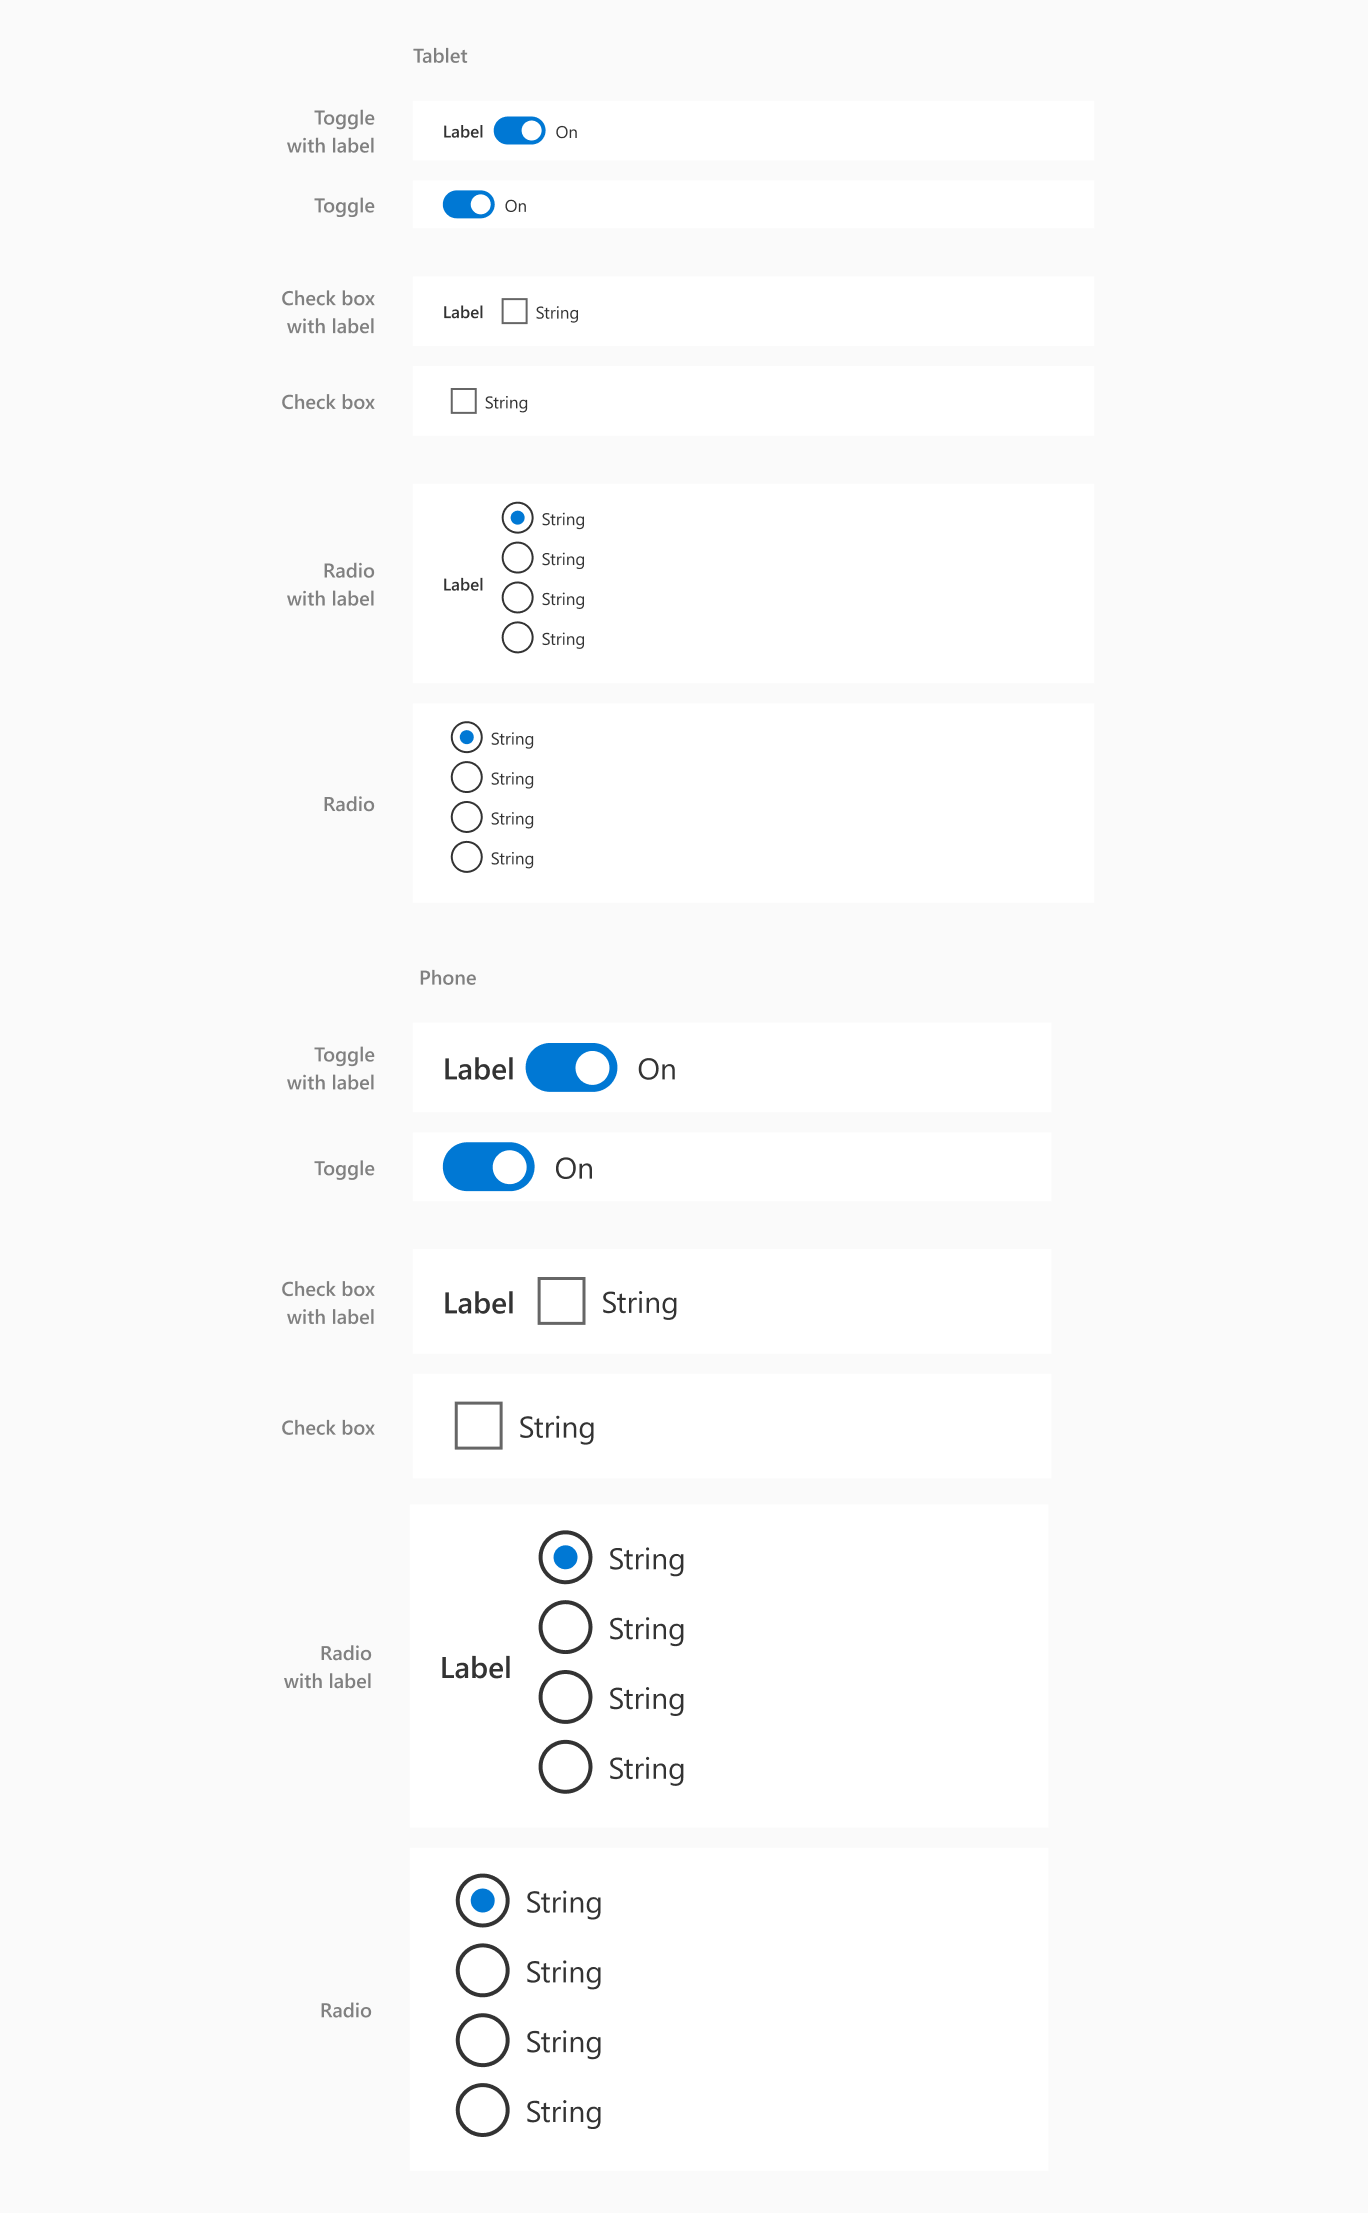 Tablet
Toggle
with label
Label On
Toggle
On
Check box
with label
Label String
Check box
String
Radio
with label
Label
String
String
String
String
Radio
String
String
String
String
Phone
Toggle
with label
Label On
Toggle
On
Check box
with label
Label String
Check box
String
Radio
with label
Label
String
String
String
String
Radio
String
String
String
String